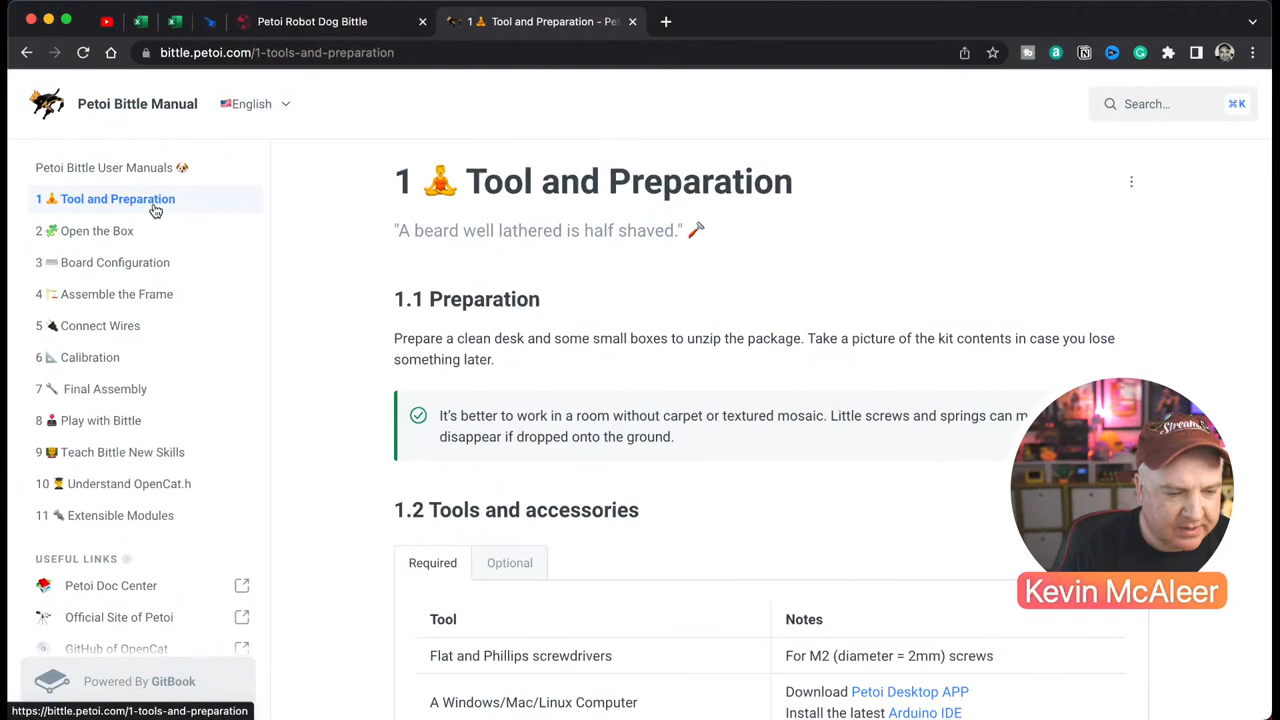 Petoi Robot Dog Bittle
1 🧘 Tool and Preparation - Pe
bittle.petoi.com/1-tools-and-preparation
Petoi Bittle Manual
English
Search...
⌘K
Petoi Bittle User Manuals 🐶
1 🧘 Tool and Preparation
2 🧩 Open the Box
3 ⌨️ Board Configuration
4 🏗️ Assemble the Frame
5 🔌 Connect Wires
6 📐 Calibration
7 🔧 Final Assembly
8 🕹️ Play with Bittle
9 👩‍🏫 Teach Bittle New Skills
10 👨‍🎓 Understand OpenCat.h
11 🔩 Extensible Modules
USEFUL LINKS
Petoi Doc Center
Official Site of Petoi
GitHub of OpenCat
Powered By GitBook
https://bittle.petoi.com/1-tools-and-preparation
1 🧘 Tool and Preparation
"A beard well lathered is half shaved." 🪒
1.1 Preparation
Prepare a clean desk and some small boxes to unzip the package. Take a picture of the kit contents in case you lose
something later.
It's better to work in a room without carpet or textured mosaic. Little screws and springs can
disappear if dropped onto the ground.
1.2 Tools and accessories
Required
Optional
Tool
Notes
Flat and Phillips screwdrivers
For M2 (diameter = 2mm) screws
A Windows/Mac/Linux Computer
Download Petoi Desktop APP
Install the latest Arduino IDE
Kevin McAleer